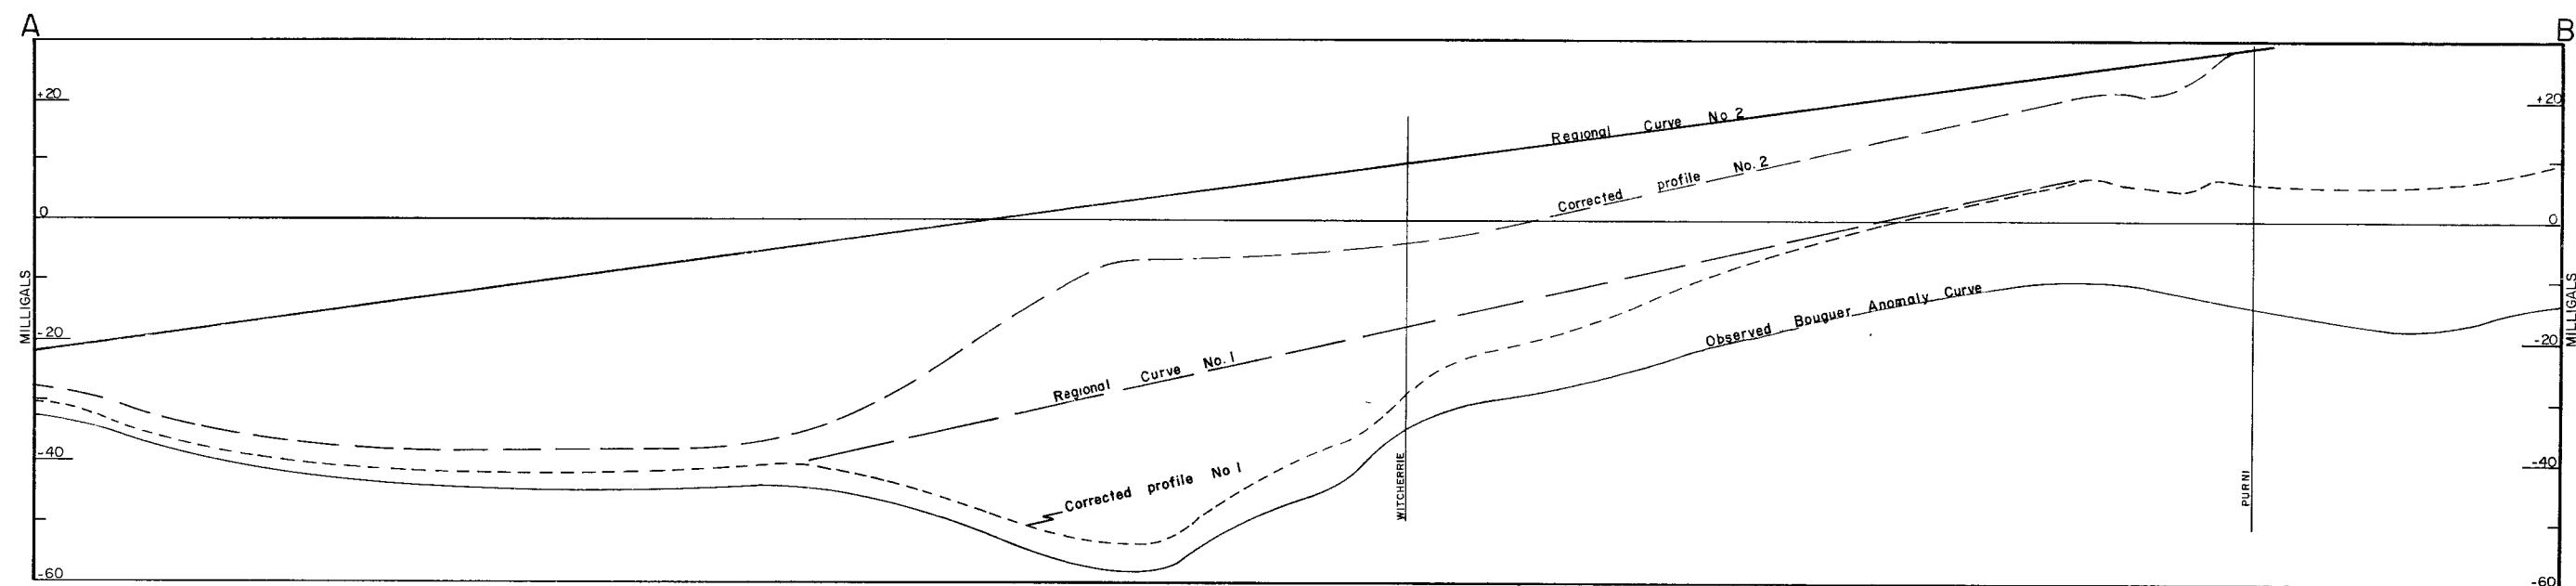 A
B
+20
0
-20
-40
-60
MILLIGALS
Regional Curve No 2
Corrected profile No. 2
Regional Curve No. 1
Corrected profile No 1
Observed Bouguer Anomaly Curve
WITCHERRIE
PURNI
+20
0
-20
-40
-60
MILLIGALS